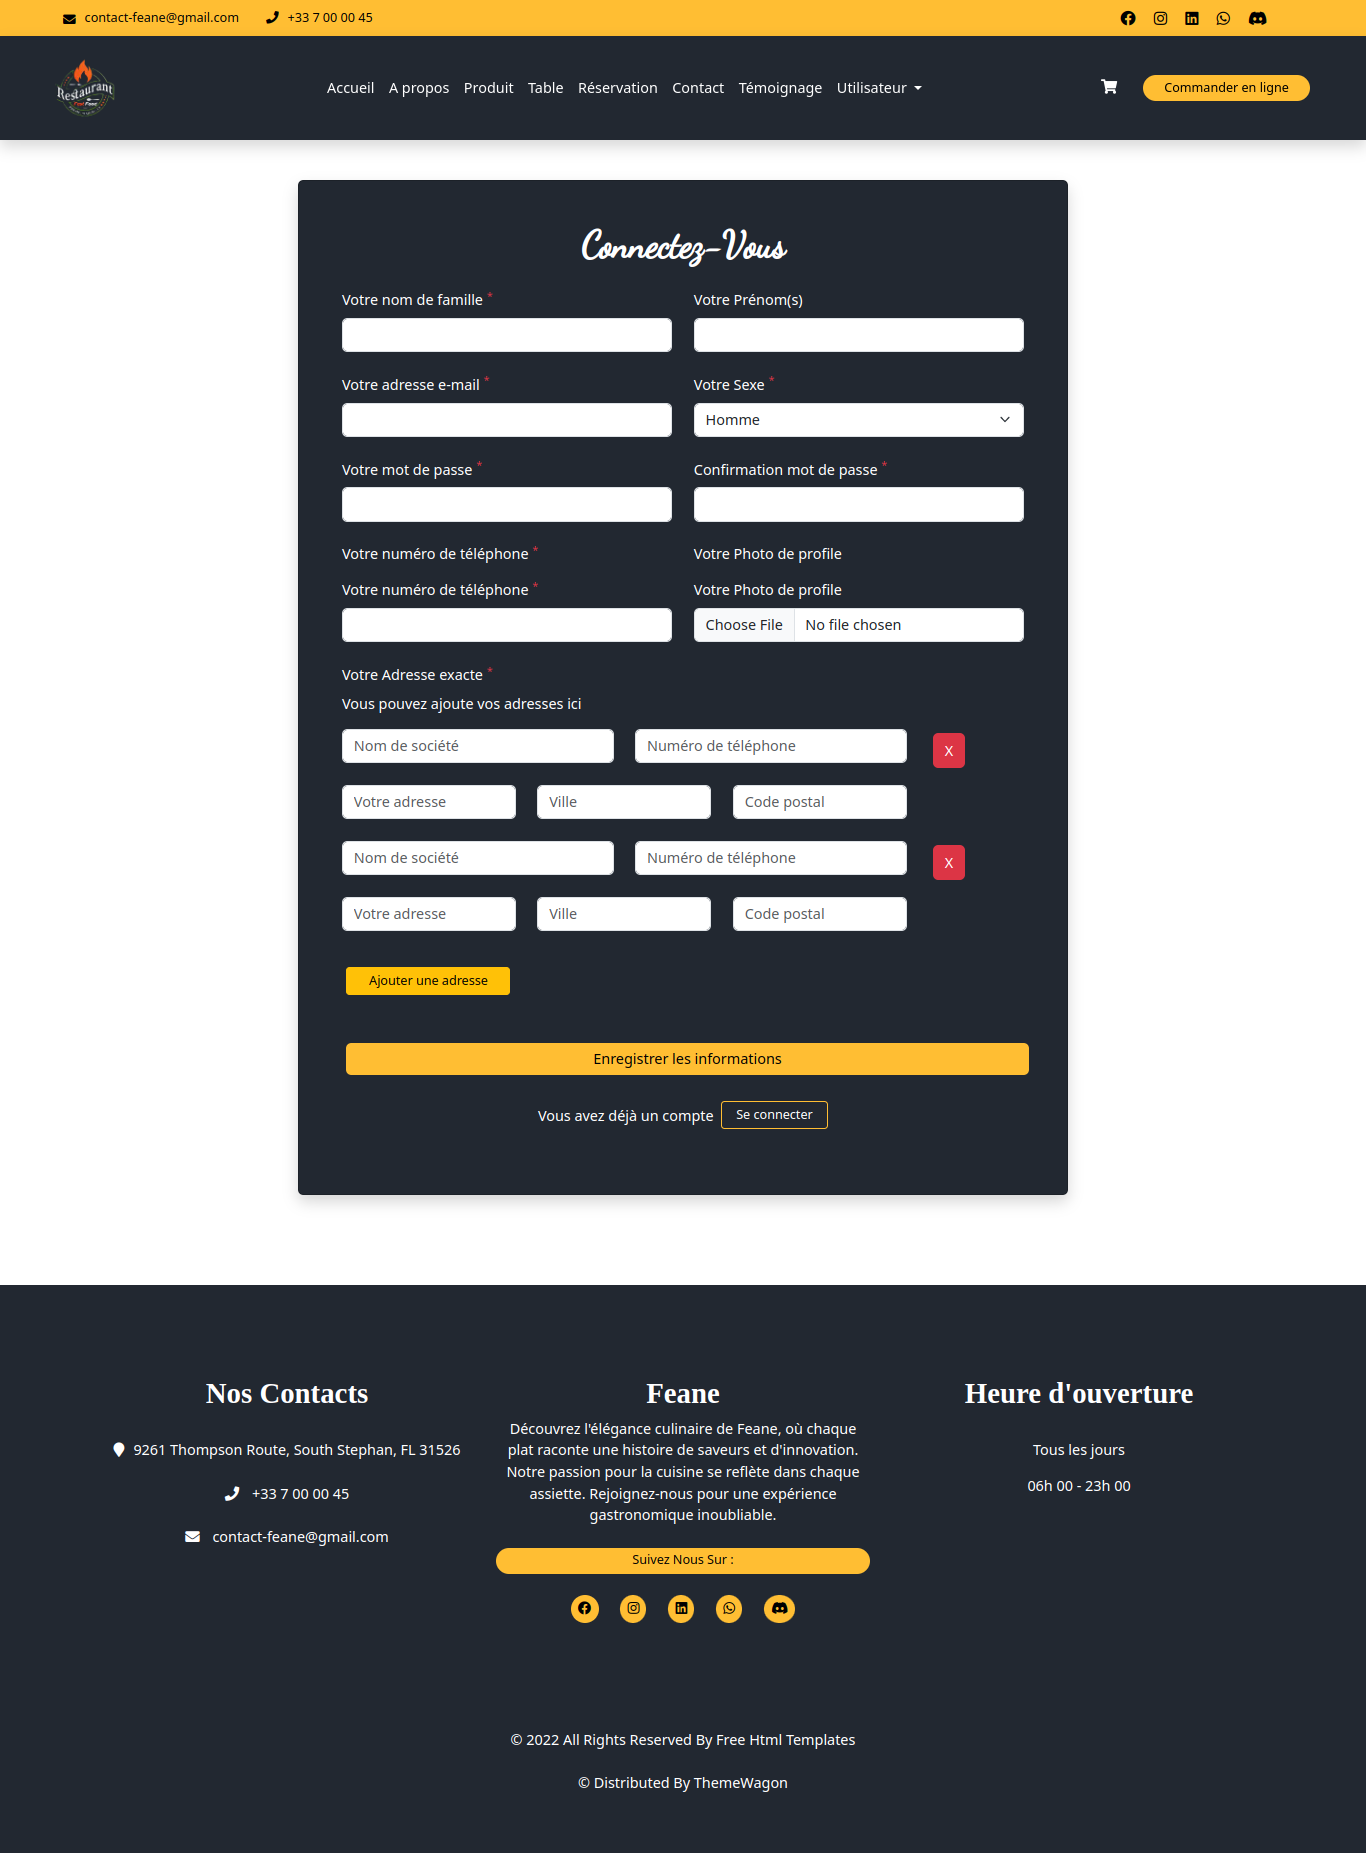 contact-feane@gmail.com +33 7 00 00 45
Restaurant
Accueil A propos Produit Table Réservation Contact Témoignage Utilisateur
Commander en ligne
Connectez-Vous
Votre nom de famille * Votre Prénom(s)
Votre adresse e-mail * Votre Sexe *
Homme
Votre mot de passe * Confirmation mot de passe *
Votre numéro de téléphone * Votre Photo de profile
Votre numéro de téléphone * Votre Photo de profile
Choose File No file chosen
Votre Adresse exacte *
Vous pouvez ajoute vos adresses ici
Nom de société Numéro de téléphone X
Votre adresse Ville Code postal
Nom de société Numéro de téléphone X
Votre adresse Ville Code postal
Ajouter une adresse
Enregistrer les informations
Vous avez déjà un compte Se connecter
Nos Contacts
9261 Thompson Route, South Stephan, FL 31526
+33 7 00 00 45
contact-feane@gmail.com
Feane
Découvrez l'élégance culinaire de Feane, où chaque
plat raconte une histoire de saveurs et d'innovation.
Notre passion pour la cuisine se reflète dans chaque
assiette. Rejoignez-nous pour une expérience
gastronomique inoubliable.
Suivez Nous Sur :
Heure d'ouverture
Tous les jours
06h 00 - 23h 00
© 2022 All Rights Reserved By Free Html Templates
© Distributed By ThemeWagon